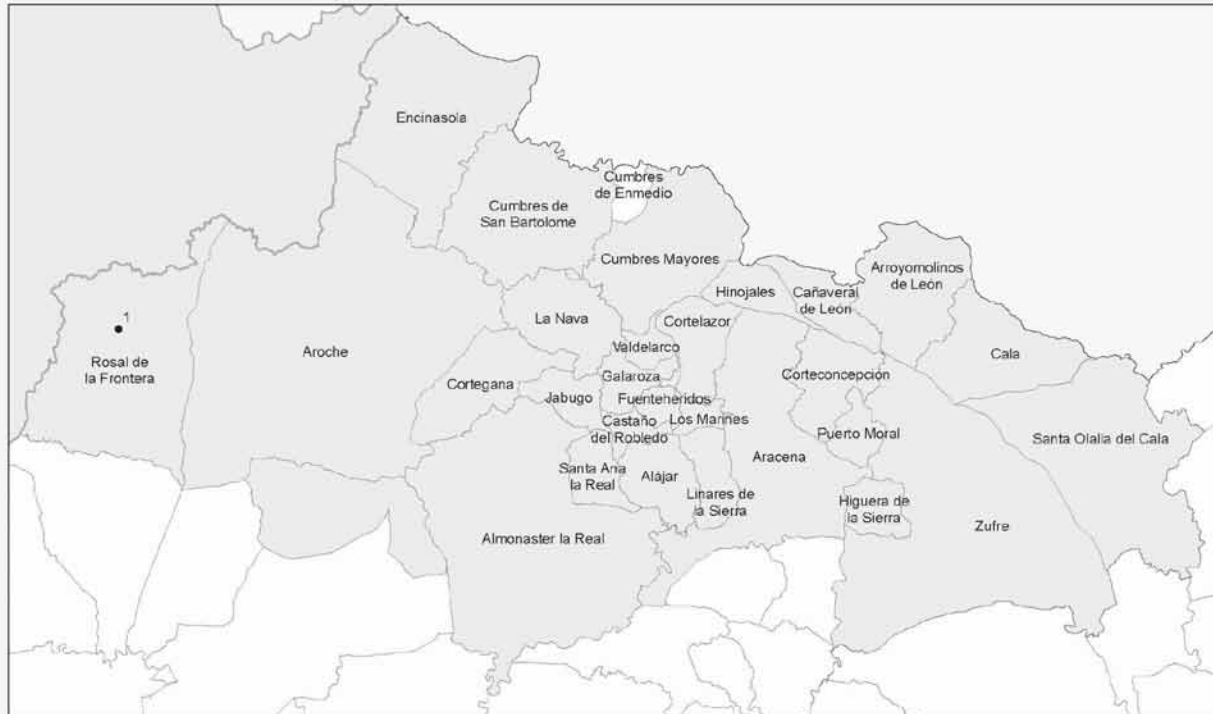 Encinasola
Cumbres
de Enmedio
Cumbres de
San Bartolome
Cumbres Mayores
Arroyomolinos
de León
Hinojales
Cañaveral
de León
1
La Nava
Cortelazor
Rosal de
la Frontera
Aroche
Valdelarco
Cala
Cortegana
Galaroza
Corteconcepción
Jabugo
Fuenteheridos
Castaño
del Robledo
Los Marines
Puerto Moral
Santa Olalla del Cala
Aracena
Santa Ana
la Real
Alájar
Linares de
la Sierra
Higuera de
la Sierra
Zufre
Almonaster la Real